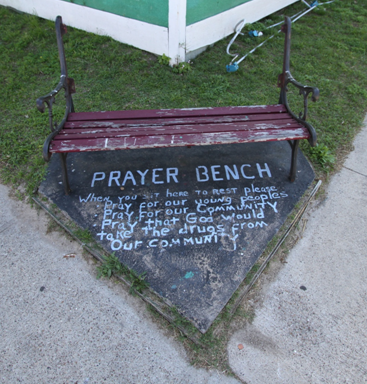 PRAYER BENCH
When you sit here to rest please
Pray for our young peoples
Pray for our Community
Pray that God would
take the drugs from
Our Community